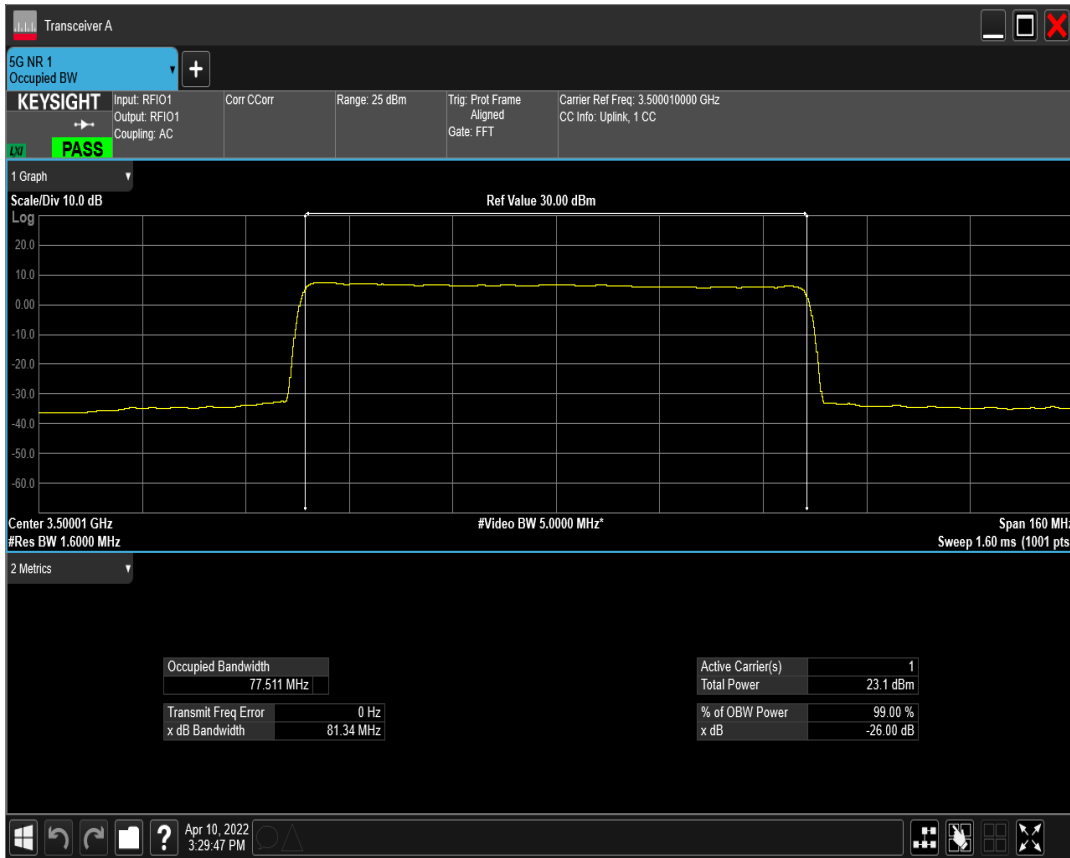 Transceiver A
5G NR 1
Occupied BW
+
KEYSIGHT
LXI
PASS
Input: RFIO1
Output: RFIO1
Coupling: AC
Corr CCorr
Range: 25 dBm
Trig: Prot Frame
Aligned
Gate: FFT
Carrier Ref Freq: 3.500010000 GHz
CC Info: Uplink, 1 CC
1 Graph
Scale/Div 10.0 dB
Ref Value 30.00 dBm
Log
20.0
10.0
0.00
-10.0
-20.0
-30.0
-40.0
-50.0
-60.0
Center 3.50001 GHz
#Video BW 5.0000 MHz*
Span 160 MHz
#Res BW 1.6000 MHz
Sweep 1.60 ms (1001 pts
2 Metrics
Occupied Bandwidth
77.511 MHz
Transmit Freq Error 0 Hz
x dB Bandwidth 81.34 MHz
Active Carrier(s) 1
Total Power 23.1 dBm
% of OBW Power 99.00 %
x dB -26.00 dB
?
Apr 10, 2022
3:29:47 PM